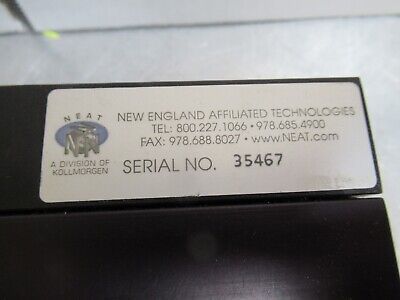 NEAT
NEAT
A DIVISION OF
KOLLMORGEN
NEW ENGLAND AFFILIATED TECHNOLOGIES
TEL: 800.227.1066 • 978.685.4900
FAX: 978.688.8027 • www.NEAT.com
SERIAL NO. 35467